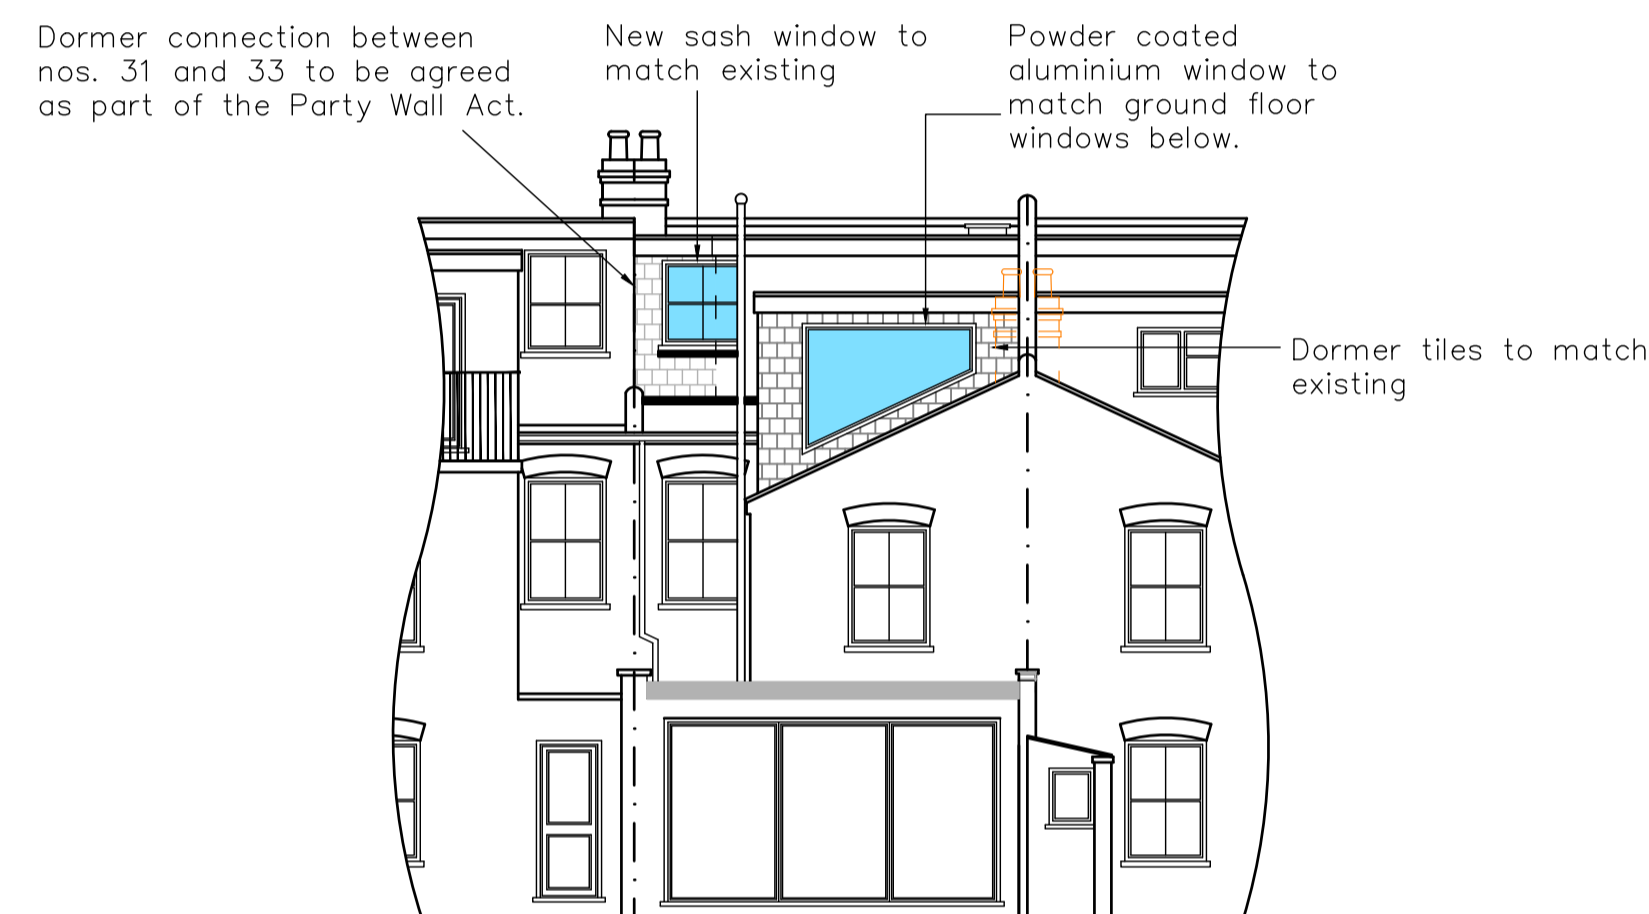 Dormer connection between
nos. 31 and 33 to be agreed
as part of the Party Wall Act.
New sash window to
match existing
Powder coated
aluminium window to
match ground floor
windows below.
Dormer tiles to match
existing